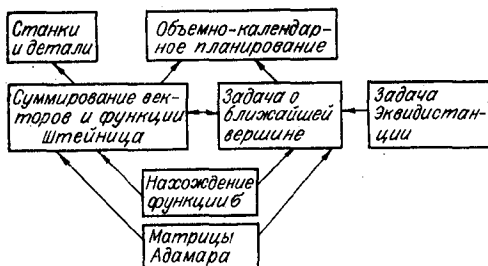 Станки
и детали
Объемно-календар-
ное планирование
Суммирование век-
торов и функции
Штейница
Задача о
ближайшей
вершине
Задача
Эквидистан-
ции
Нахождение
функции б
Матрицы
Адамара